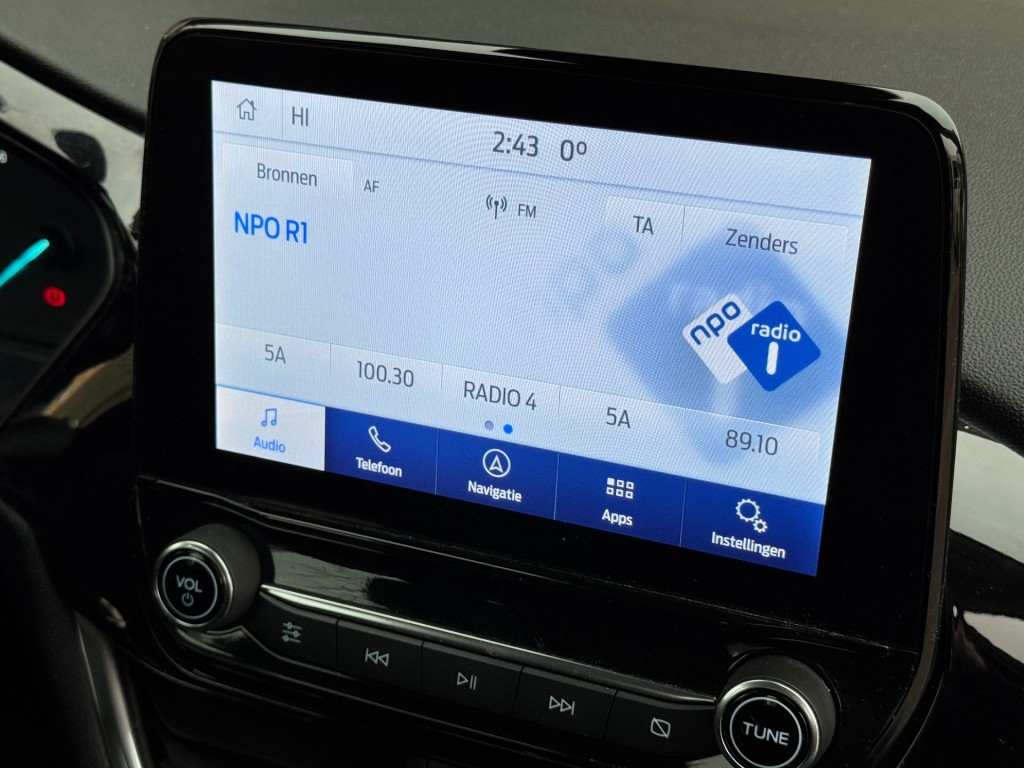 HI
2:43 0°
Bronnen AF
FM
TA
Zenders
NPO R1
npo
radio
1
5A
100.30
RADIO 4
5A
89.10
Audio
Telefoon
Navigatie
Apps
Instellingen
VOL
TUNE